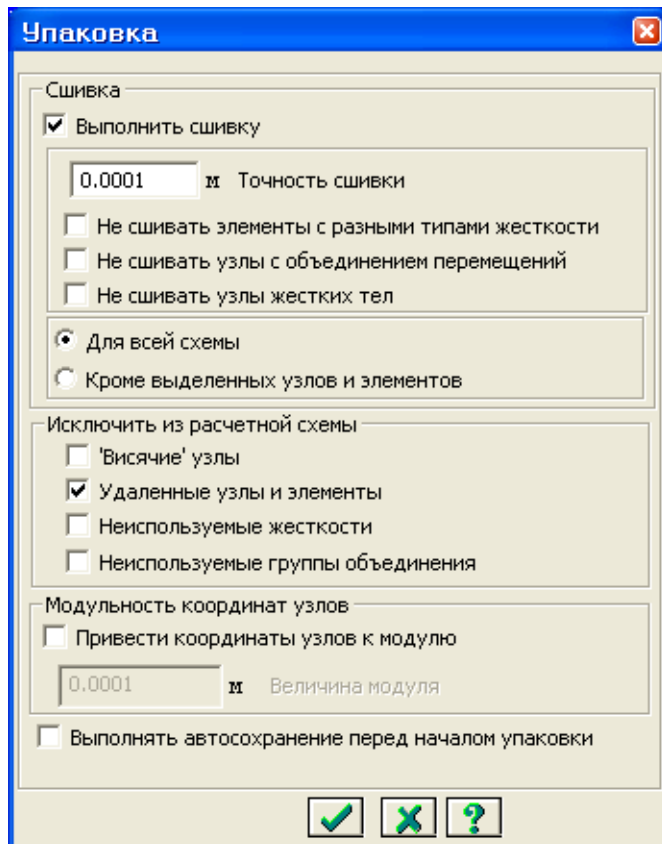 Упаковка
Сшивка
Выполнить сшивку
0.0001 м Точность сшивки
Не сшивать элементы с разными типами жесткости
Не сшивать узлы с объединением перемещений
Не сшивать узлы жестких тел
Для всей схемы
Кроме выделенных узлов и элементов
Исключить из расчетной схемы
'Висячие' узлы
Удаленные узлы и элементы
Неиспользуемые жесткости
Неиспользуемые группы объединения
Модульность координат узлов
Привести координаты узлов к модулю
0.0001 м Величина модуля
Выполнять автосохранение перед началом упаковки